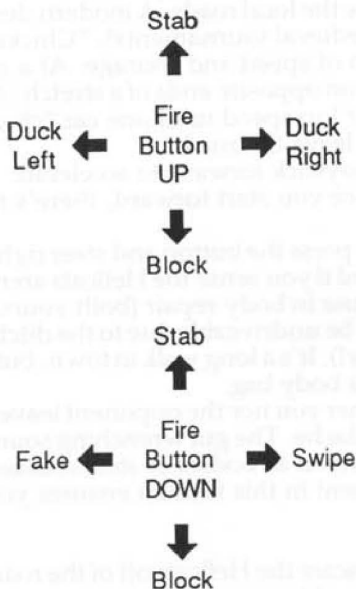 Stab
Duck
Left
Fire
Button
UP
Duck
Right
Block
Stab
Fake
Fire
Button
DOWN
Swipe
Block